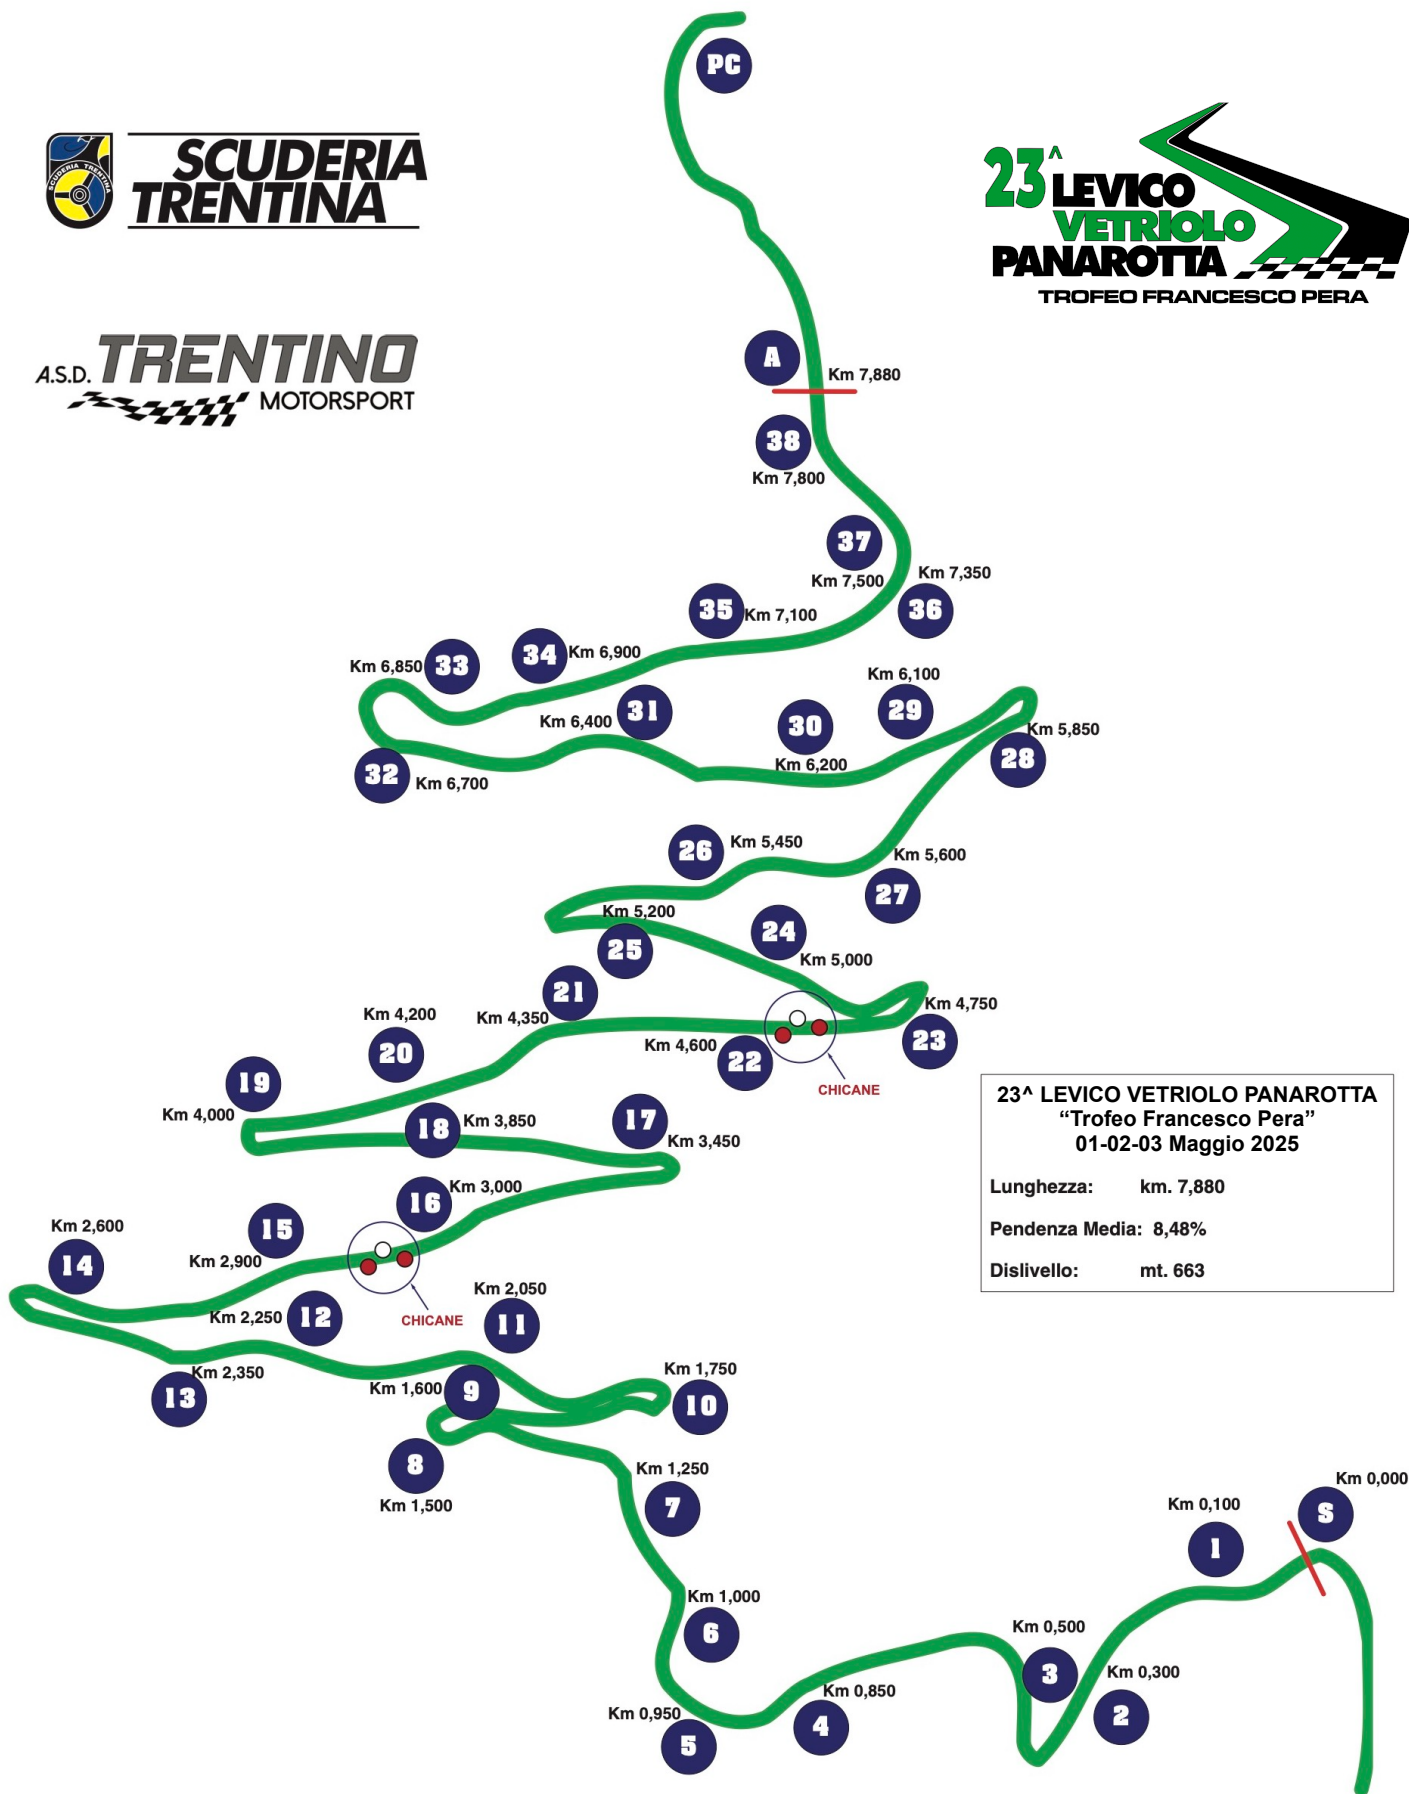 PC
SCUDERIA
TRENTINA
SCUDERIA TRENTINA
23^ LEVICO
VETRIOLO
PANAROTTA
TROFEO FRANCESCO PERA
A.S.D. TRENTINO
MOTORSPORT
A
Km 7,880
38
Km 7,800
37
Km 7,500
Km 7,350
36
35
Km 7,100
34
Km 6,900
Km 6,850
33
Km 6,100
29
31
Km 6,400
30
Km 6,200
Km 5,850
28
32
Km 6,700
26
Km 5,450
Km 5,600
27
Km 5,200
25
24
Km 5,000
21
Km 4,350
Km 4,200
20
Km 4,600
22
Km 4,750
23
CHICANE
19
Km 4,000
18
Km 3,850
17
Km 3,450
16
Km 3,000
23^ LEVICO VETRIOLO PANAROTTA
“Trofeo Francesco Pera”
01-02-03 Maggio 2025
Lunghezza: km. 7,880
Pendenza Media: 8,48%
Dislivello: mt. 663
Km 2,600
14
15
Km 2,900
CHICANE
Km 2,250
12
Km 2,050
11
Km 2,350
13
Km 1,600
9
Km 1,750
10
8
Km 1,500
Km 1,250
7
Km 0,000
S
Km 0,100
1
Km 1,000
6
Km 0,500
3
Km 0,300
2
Km 0,850
4
Km 0,950
5